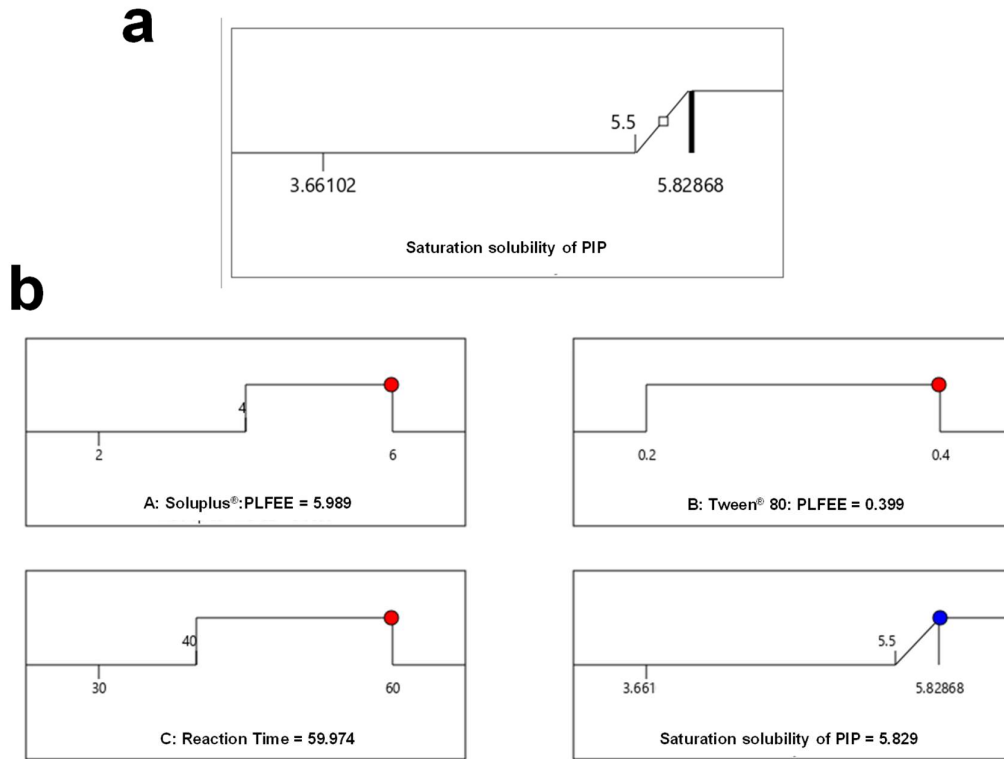 a
5.5
3.66102 5.82868
Saturation solubility of PIP
b
4
2 6
A: Soluplus®:PLFEE = 5.989
0.2 0.4
B: Tween® 80: PLFEE = 0.399
40
30 60
C: Reaction Time = 59.974
5.5
3.661 5.82868
Saturation solubility of PIP = 5.829